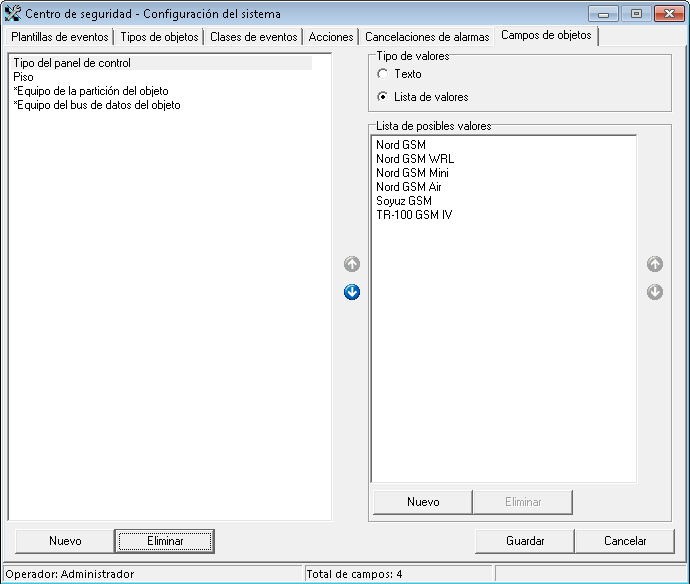 Centro de seguridad - Configuración del sistema
Plantillas de eventos Tipos de objetos Clases de eventos Acciones Cancelaciones de alarmas Campos de objetos
Tipo del panel de control
Piso
*Equipo de la partición del objeto
*Equipo del bus de datos del objeto
Tipo de valores
Texto
Lista de valores
Lista de posibles valores
Nord GSM
Nord GSM WRL
Nord GSM Mini
Nord GSM Air
Soyuz GSM
TR-100 GSM IV
Nuevo Eliminar
Nuevo Eliminar Guardar Cancelar
Operador: Administrador Total de campos: 4